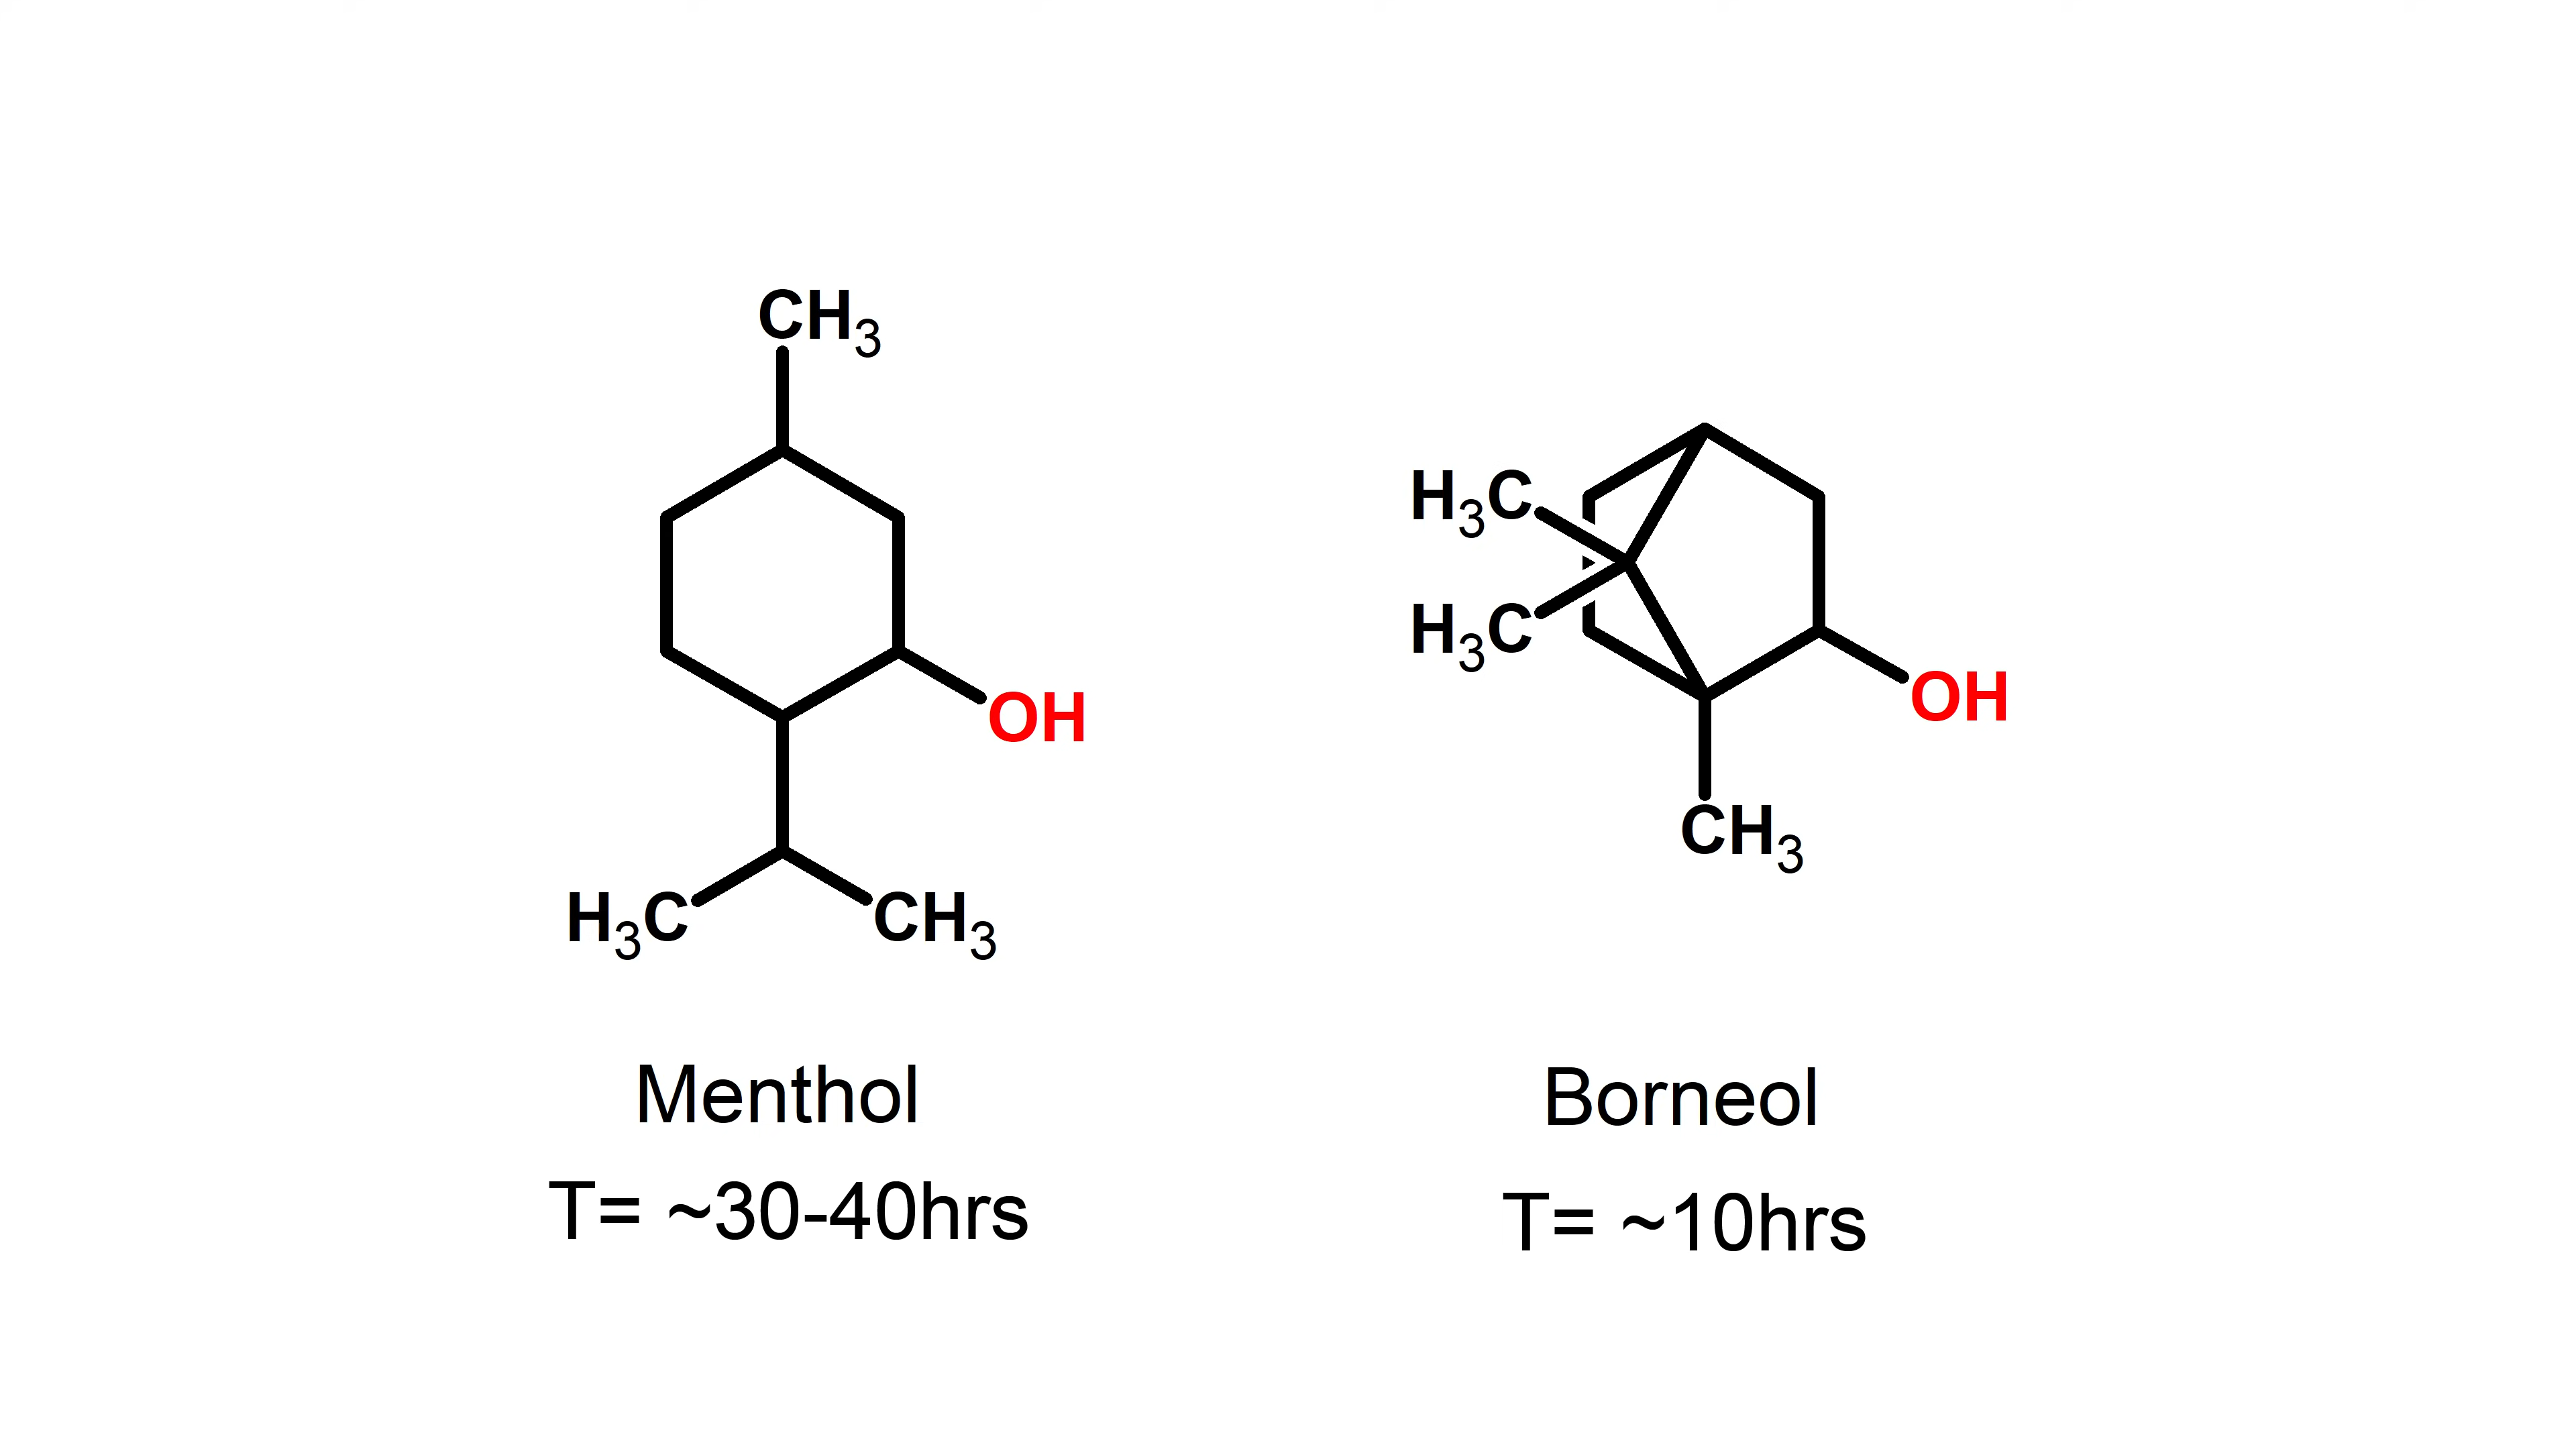 CH3
H3C
H3C
OH
OH
CH3
H3C
CH3
Menthol
Borneol
T= ~30-40hrs
T= ~10hrs